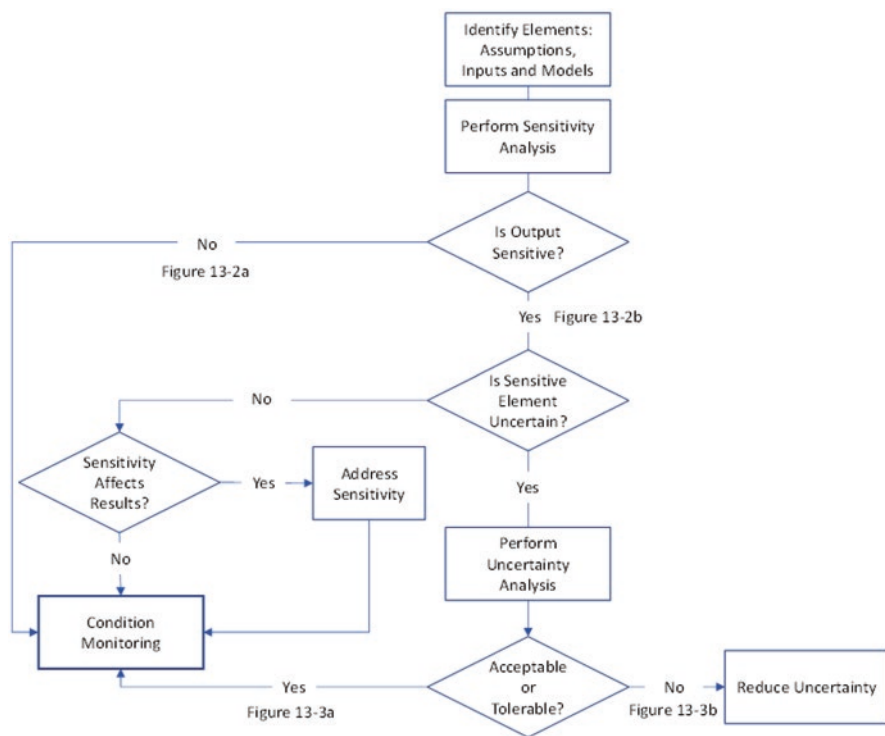 Identify Elements:
Assumptions,
Inputs and Models
Perform Sensitivity
Analysis
Is Output
Sensitive?
No
Figure 13-2a
Yes Figure 13-2b
Is Sensitive
Element
Uncertain?
No
Sensitivity
Affects
Results?
Yes
Address
Sensitivity
Yes
No
Perform
Uncertainty
Analysis
Condition
Monitoring
Acceptable
or
Tolerable?
Yes
Figure 13-3a
No
Figure 13-3b
Reduce Uncertainty